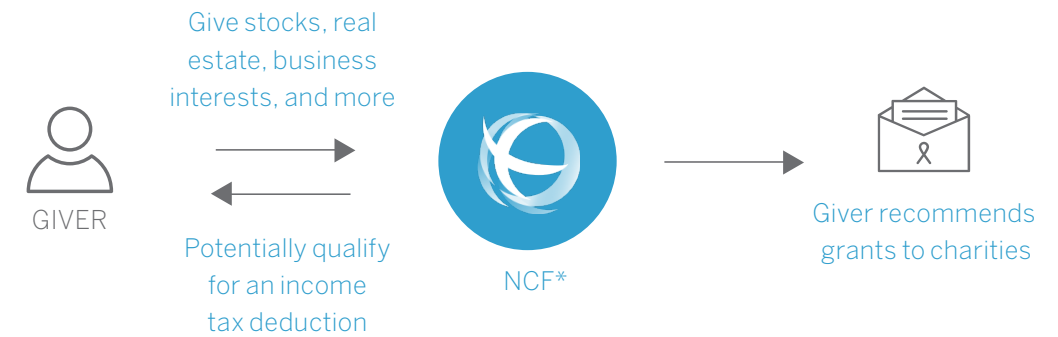 Give stocks, real
estate, business
interests, and more
GIVER
Potentially qualify
for an income
tax deduction
NCF*
Giver recommends
grants to charities